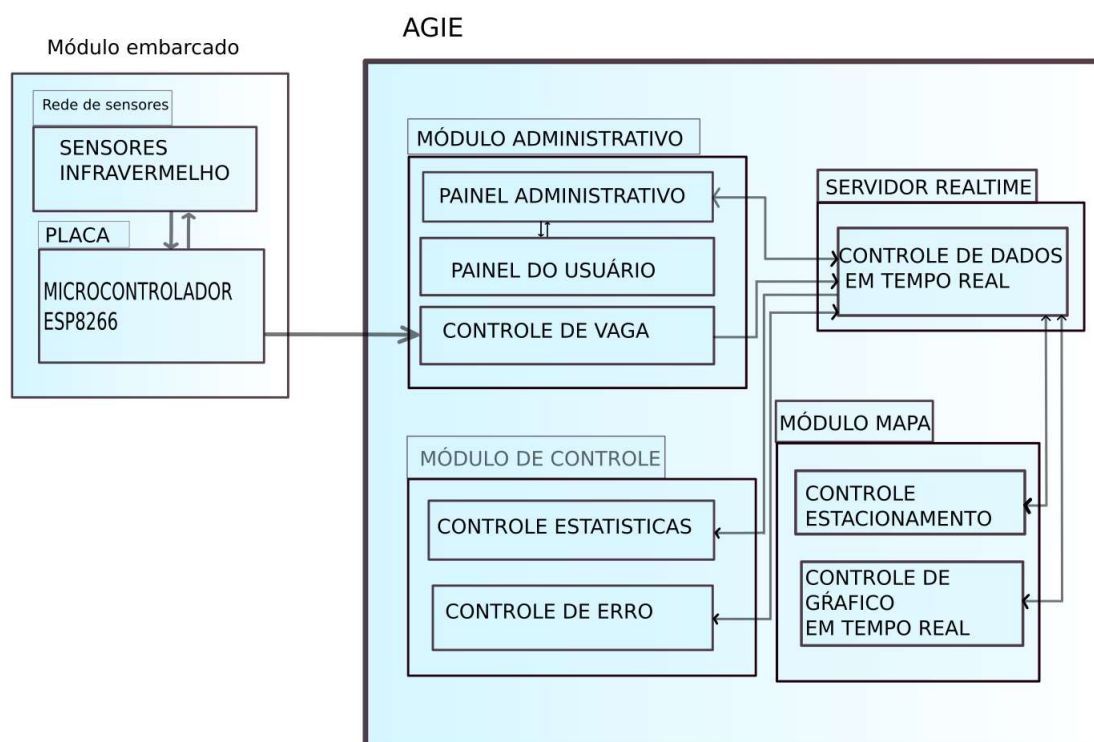 AGIE
Módulo embarcado
Rede de sensores
SENSORES
INFRAVERMELHO
PLACA
MICROCONTROLADOR
ESP8266
MÓDULO ADMINISTRATIVO
PAINEL ADMINISTRATIVO
PAINEL DO USUÁRIO
CONTROLE DE VAGA
SERVIDOR REALTIME
CONTROLE DE DADOS
EM TEMPO REAL
MÓDULO DE CONTROLE
CONTROLE ESTATISTICAS
CONTROLE DE ERRO
MÓDULO MAPA
CONTROLE
ESTACIONAMENTO
CONTROLE DE
GŔAFICO
EM TEMPO REAL